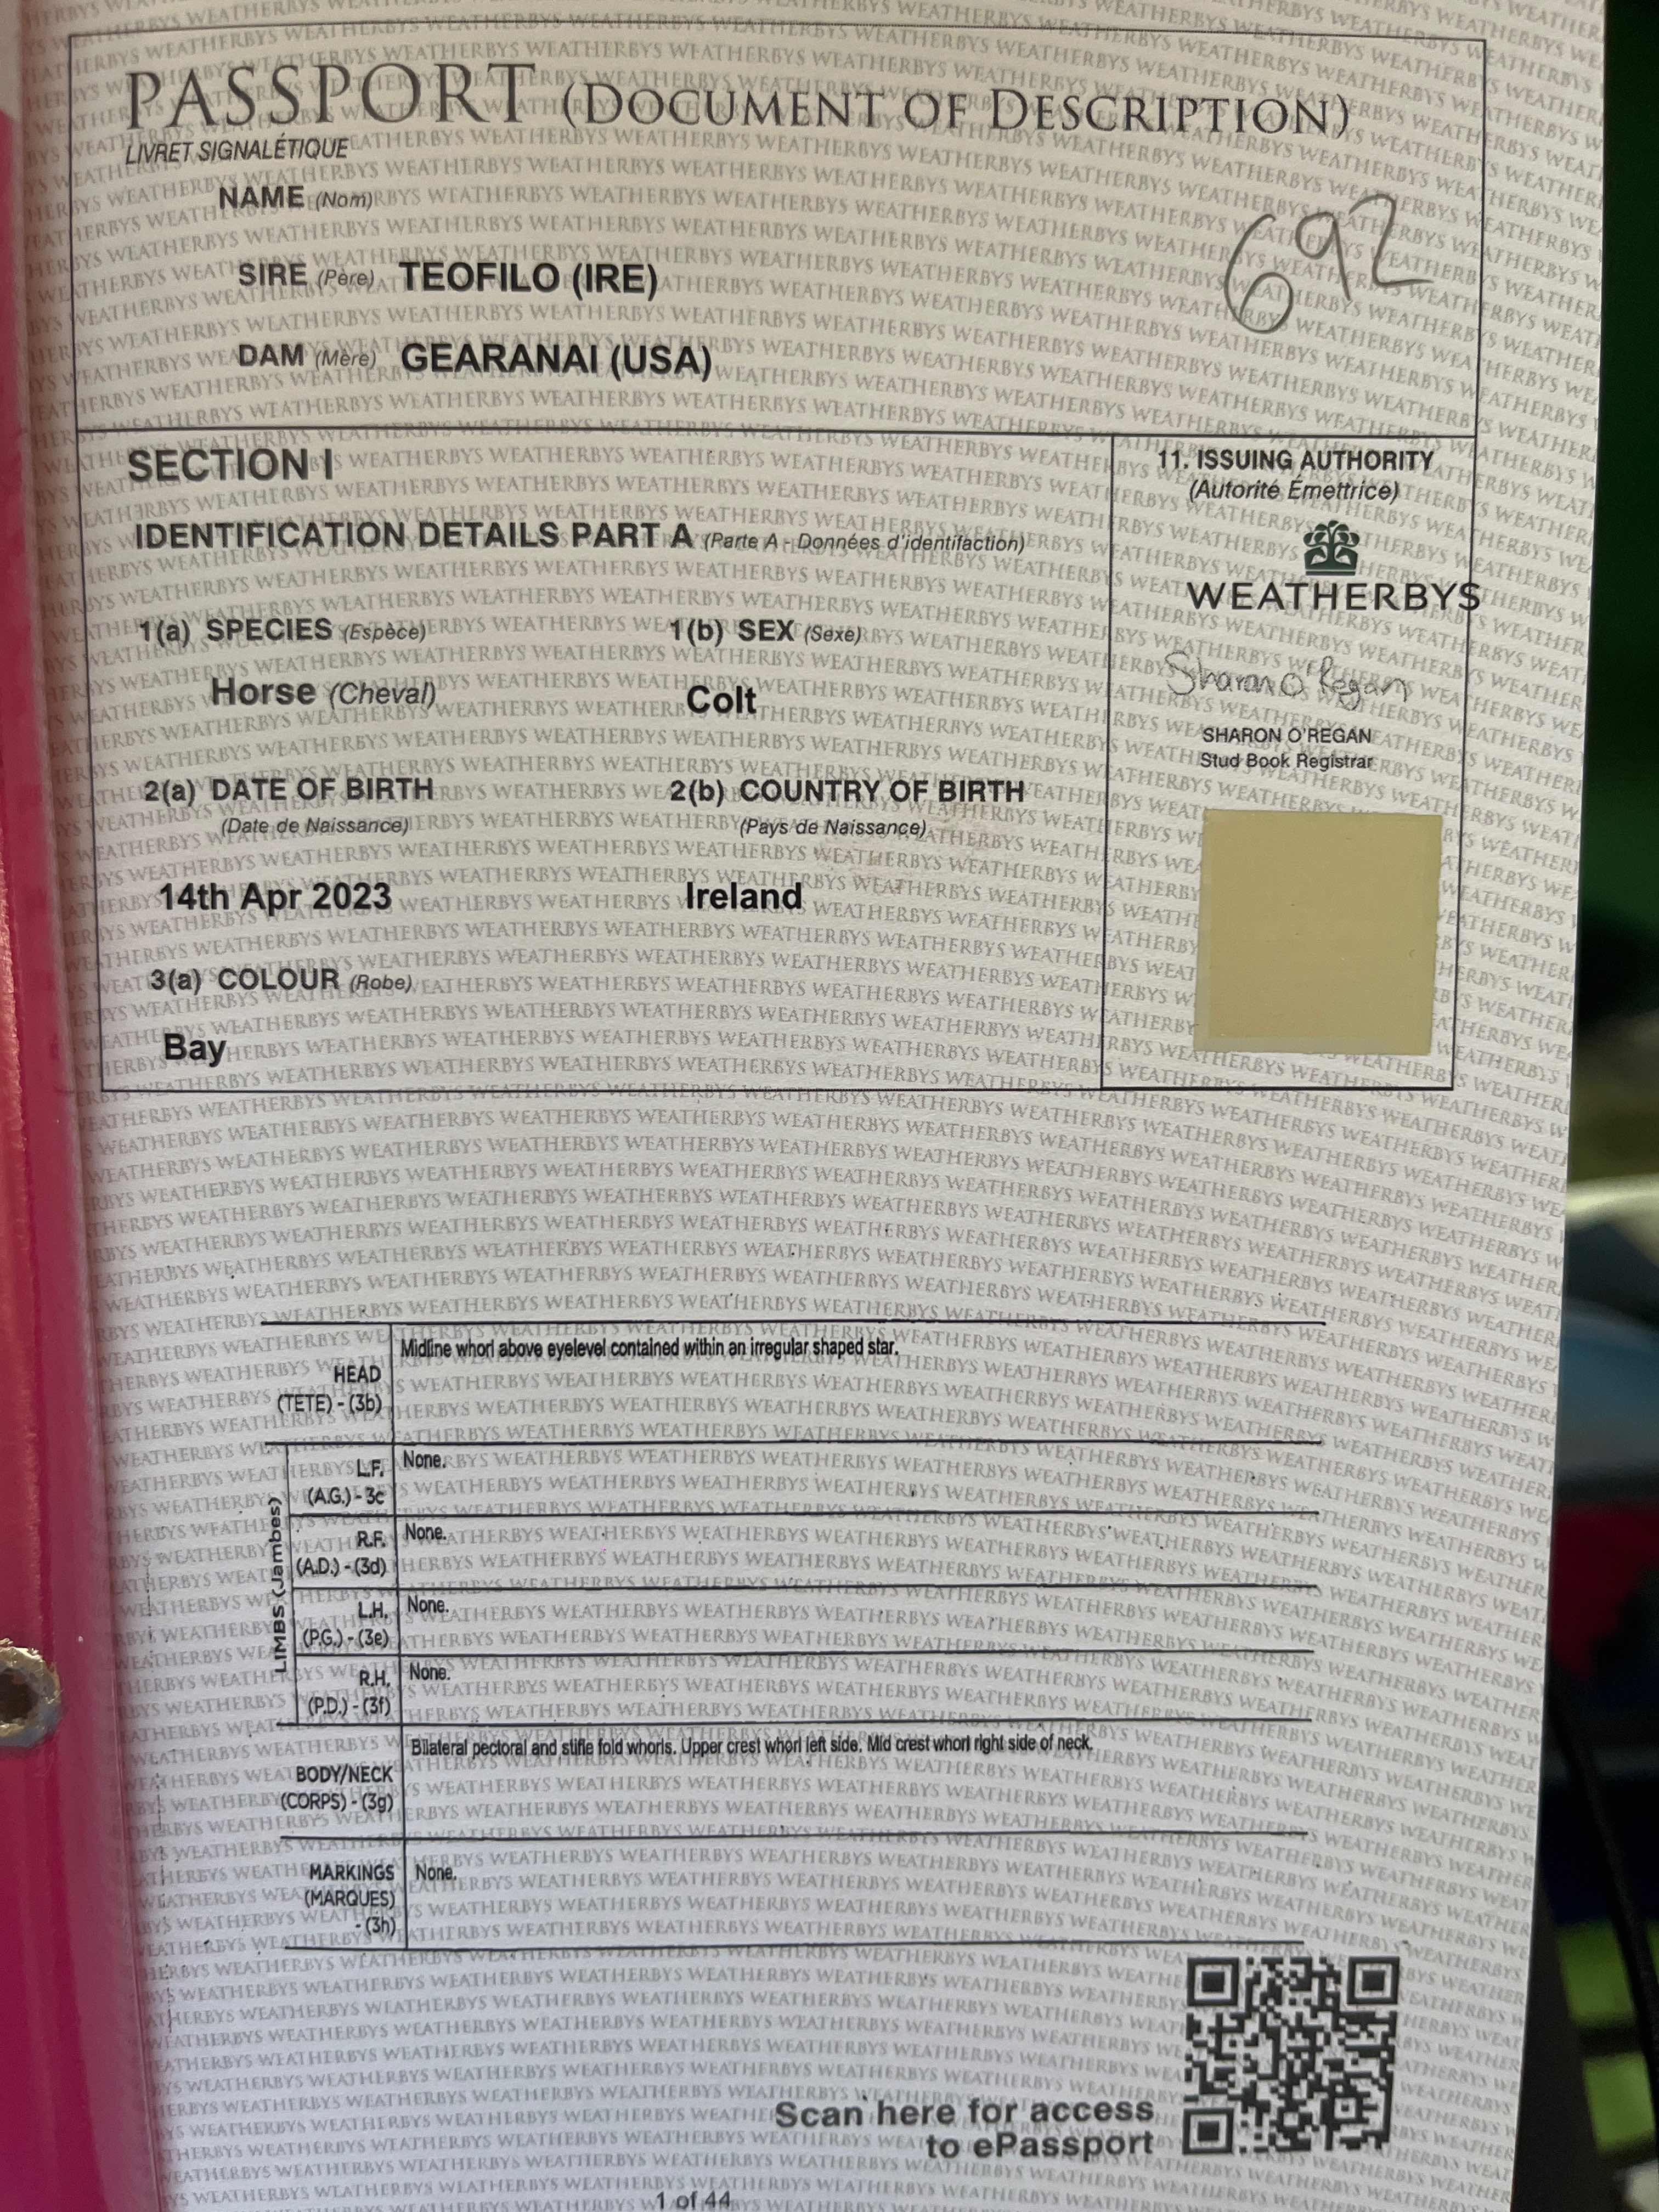 PASSPORT (DOCUMENT OF DESCRIPTION)
LIVRET SIGNALÉTIQUE
NAME (Nom)
692
SIRE (Père) TEOFILO (IRE)
DAM (Mère) GEARANAI (USA)
SECTION I
IDENTIFICATION DETAILS PART A (Parte A - Données d'identifaction)
1(a) SPECIES (Espèce) 1(b) SEX (Sexe)
Horse (Cheval) Colt
2(a) DATE OF BIRTH 2(b) COUNTRY OF BIRTH
(Date de Naissance) (Pays de Naissance)
14th Apr 2023 Ireland
3(a) COLOUR (Robe)
Bay
11. ISSUING AUTHORITY
(Autorité Émettrice)
WEATHERBYS
Sharon O'Regan
SHARON O'REGAN
Stud Book Registrar
HEAD
(TETE) - (3b)
Midline whorl above eyelevel contained within an irregular shaped star.
LIMBS (Jambes)
L.F. None.
(A.G.) - 3c
R.F. None.
(A.D.) - (3d)
L.H. None.
(P.G.) - (3e)
R.H. None.
(P.D.) - (3f)
Bilateral pectoral and stifle fold whorls. Upper crest whorl left side. Mid crest whorl right side of neck.
BODY/NECK
(CORPS) - (3g)
MARKINGS None.
(MARQUES)
- (3h)
Scan here for access
to ePassport
1 of 44